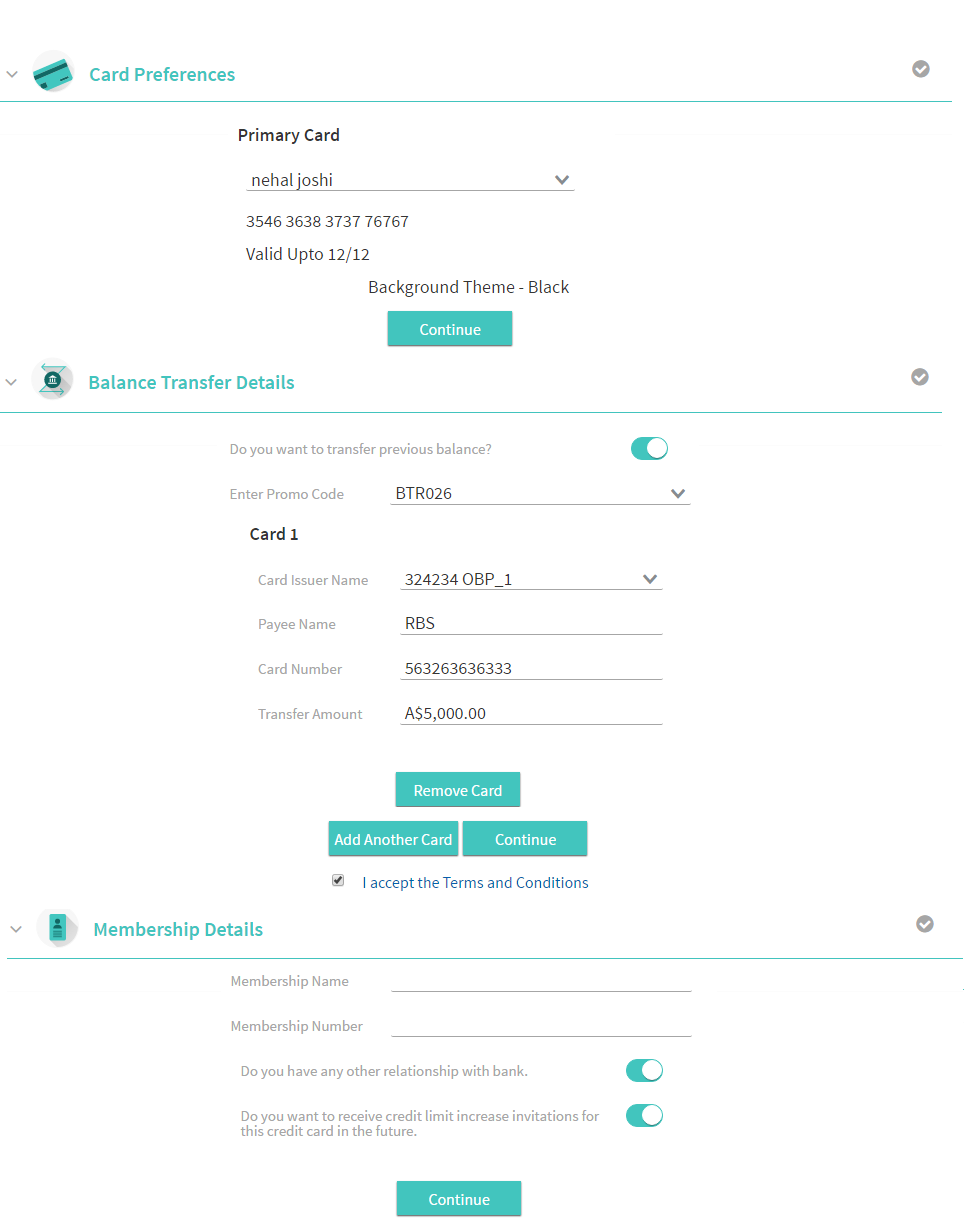 Card Preferences
Primary Card
nehal joshi
3546 3638 3737 76767
Valid Upto 12/12
Background Theme - Black
Continue
Balance Transfer Details
Do you want to transfer previous balance?
Enter Promo Code BTR026
Card 1
Card Issuer Name 324234 OBP_1
Payee Name RBS
Card Number 563263636333
Transfer Amount A$5,000.00
Remove Card
Add Another Card Continue
I accept the Terms and Conditions
Membership Details
Membership Name
Membership Number
Do you have any other relationship with bank.
Do you want to receive credit limit increase invitations for
this credit card in the future.
Continue